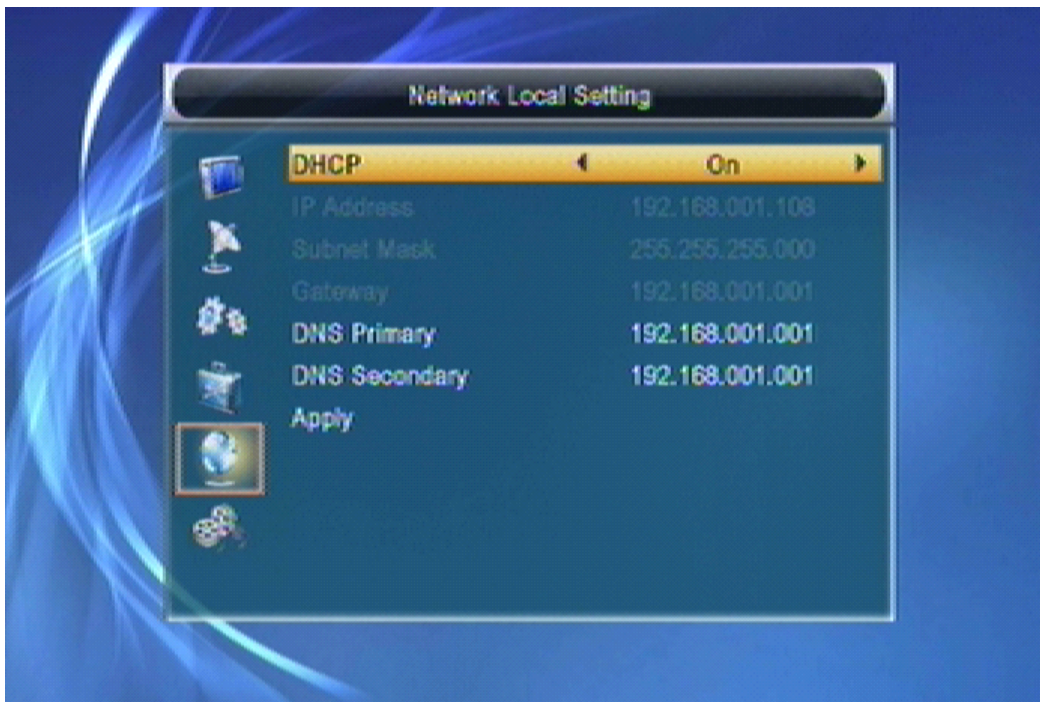 Network Local Setting
DHCP On
IP Address 192.168.001.108
Subnet Mask 255.255.255.000
Gateway 192.168.001.001
DNS Primary 192.168.001.001
DNS Secondary 192.168.001.001
Apply